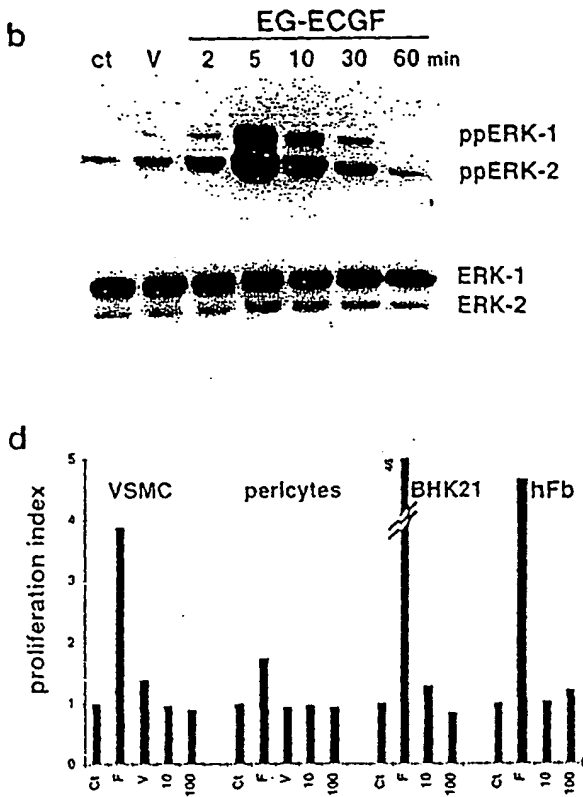 b
EG-ECGF
ct V 2 5 10 30 60 min
ppERK-1
ppERK-2
ERK-1
ERK-2
d
proliferation index
5
4
3
2
1
0
VSMC
pericytes
BHK21
hFb
Ct F V 10 100
Ct F V 10 100
Ct F 10 100
Ct F 10 100